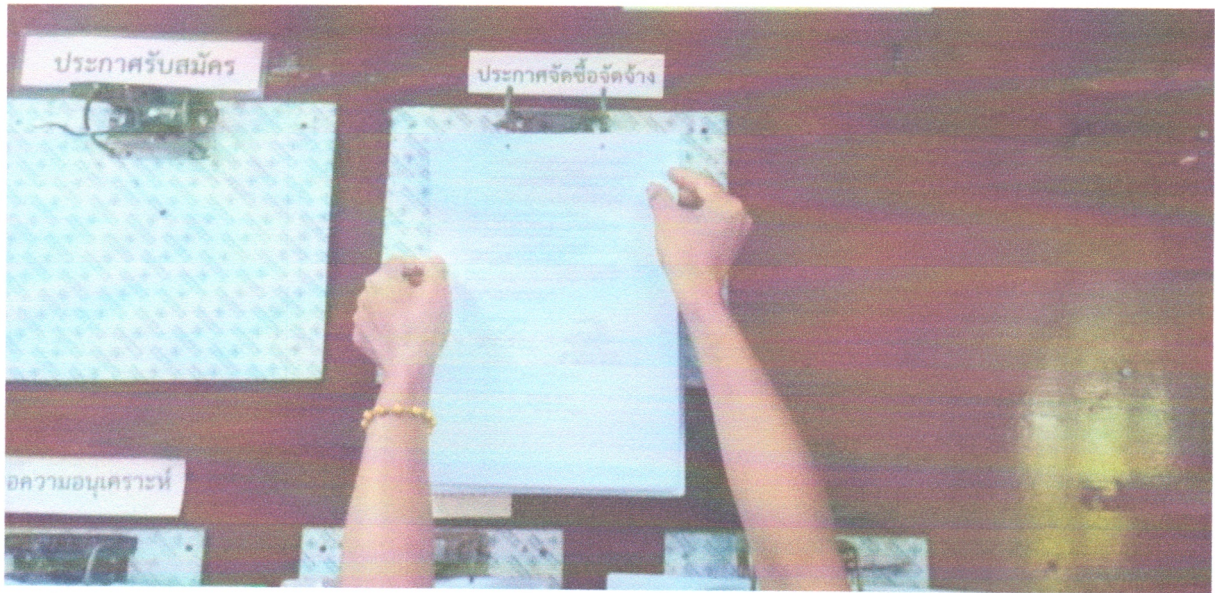 ประกาศรับสมัคร
ประกาศจัดซื้อจัดจ้าง
อความอนุเคราะห์